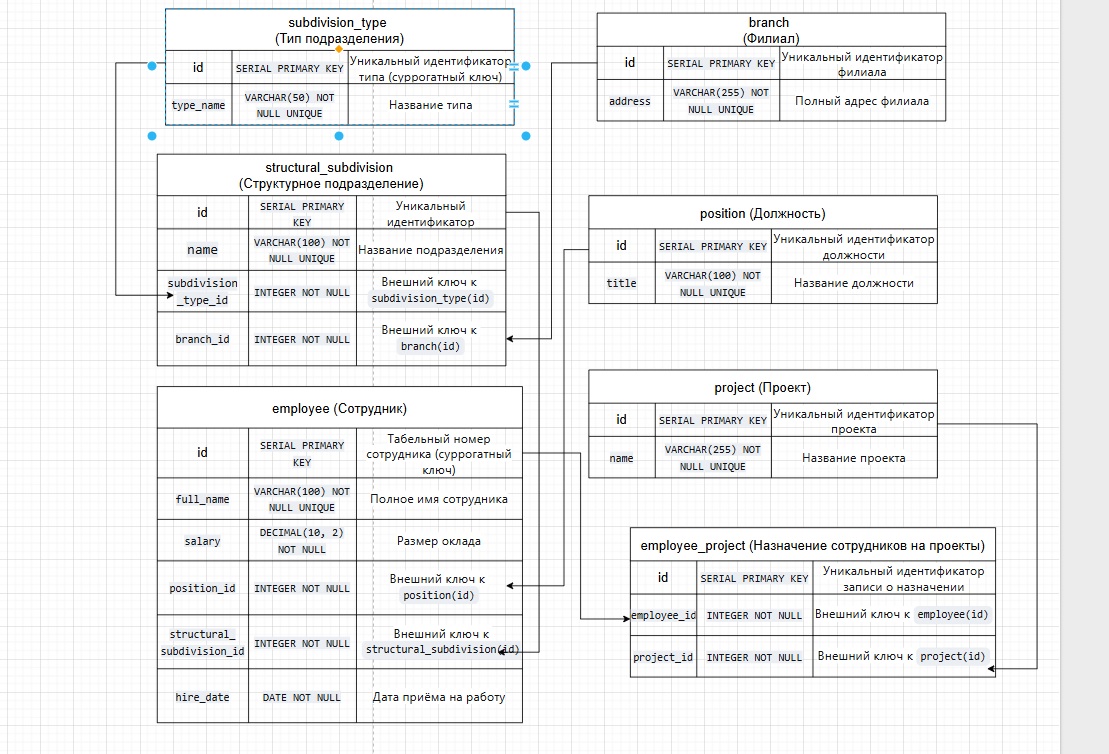 subdivision_type
(Тип подразделения)
id
SERIAL PRIMARY KEY
Уникальный идентификатор
типа (суррогатный ключ)
type_name
VARCHAR(50) NOT
NULL UNIQUE
Название типа
branch
(Филиал)
id
SERIAL PRIMARY KEY
Уникальный идентификатор
филиала
address
VARCHAR(255) NOT
NULL UNIQUE
Полный адрес филиала
structural_subdivision
(Структурное подразделение)
id
SERIAL PRIMARY
KEY
Уникальный
идентификатор
name
VARCHAR(100) NOT
NULL UNIQUE
Название подразделения
subdivision
_type_id
INTEGER NOT NULL
Внешний ключ к
subdivision_type(id)
branch_id
INTEGER NOT NULL
Внешний ключ к
branch(id)
position (Должность)
id
SERIAL PRIMARY KEY
Уникальный идентификатор
должности
title
VARCHAR(100) NOT
NULL UNIQUE
Название должности
employee (Сотрудник)
id
SERIAL PRIMARY
KEY
Табельный номер
сотрудника (суррогатный
ключ)
full_name
VARCHAR(100) NOT
NULL UNIQUE
Полное имя сотрудника
salary
DECIMAL(10, 2)
NOT NULL
Размер оклада
position_id
INTEGER NOT NULL
Внешний ключ к
position(id)
structural_
subdivision_id
INTEGER NOT NULL
Внешний ключ к
structural_subdivision(id)
hire_date
DATE NOT NULL
Дата приёма на работу
project (Проект)
id
SERIAL PRIMARY KEY
Уникальный идентификатор
проекта
name
VARCHAR(255) NOT
NULL UNIQUE
Название проекта
employee_project (Назначение сотрудников на проекты)
id
SERIAL PRIMARY KEY
Уникальный идентификатор
записи о назначении
employee_id
INTEGER NOT NULL
Внешний ключ к employee(id)
project_id
INTEGER NOT NULL
Внешний ключ к project(id)